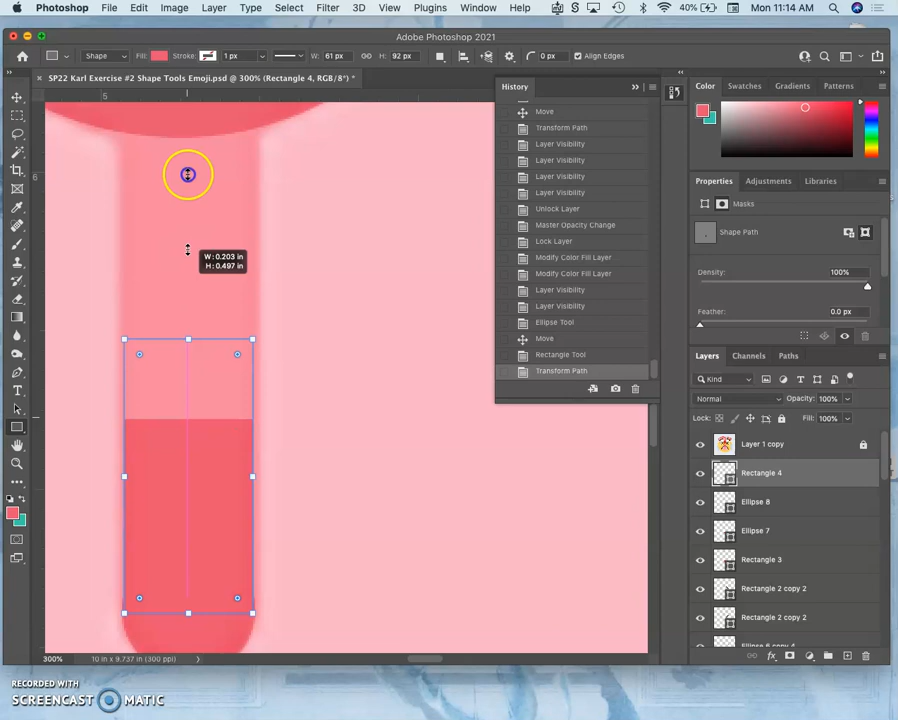 Photoshop File Edit Image Layer Type Select Filter 3D View Plugins Window Help 40% Mon 11:14 AM
Adobe Photoshop 2021
Shape Fill: Stroke: 1 px W: 61 px H: 92 px 0 px Align Edges
SP22 Karl Exercise #2 Shape Tools Emoji.psd @ 300% (Rectangle 4, RGB/8*) *
5
6
W: 0.203 in
H: 0.497 in
300% 10 in x 9.737 in (300 ppi)
History
Move
Transform Path
Layer Visibility
Layer Visibility
Layer Visibility
Layer Visibility
Unlock Layer
Master Opacity Change
Lock Layer
Modify Color Fill Layer
Modify Color Fill Layer
Layer Visibility
Layer Visibility
Ellipse Tool
Move
Rectangle Tool
Transform Path
Color Swatches Gradients Patterns
Properties Adjustments Libraries
Masks
Shape Path
Density: 100%
Feather: 0.0 px
Layers Channels Paths
Kind
Normal Opacity: 100%
Lock: Fill: 100%
Layer 1 copy
Rectangle 4
Ellipse 8
Ellipse 7
Rectangle 3
Rectangle 2 copy 2
Rectangle 2 copy 2
Ellipse 6 copy 4
RECORDED WITH
SCREENCAST MATIC